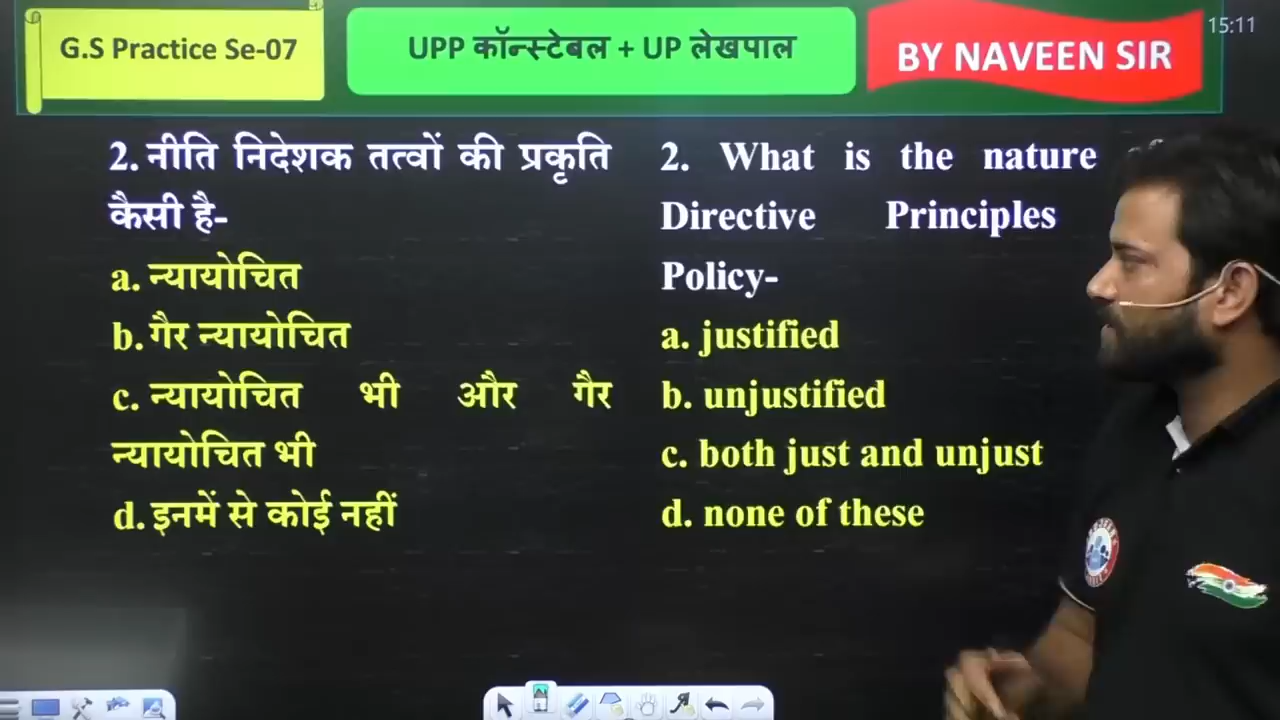 G.S Practice Se-07
UPP कॉन्स्टेबल + UP लेखपाल
BY NAVEEN SIR
15:11
2. नीति निदेशक तत्वों की प्रकृति
कैसी है-
a. न्यायोचित
b. गैर न्यायोचित
c. न्यायोचित भी और गैर
न्यायोचित भी
d. इनमें से कोई नहीं
2. What is the nature
Directive Principles
Policy-
a. justified
b. unjustified
c. both just and unjust
d. none of these